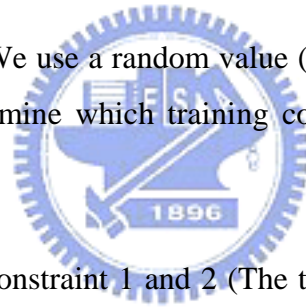 We use a random value (
mine which training co
1896
onstraint 1 and 2 (The t